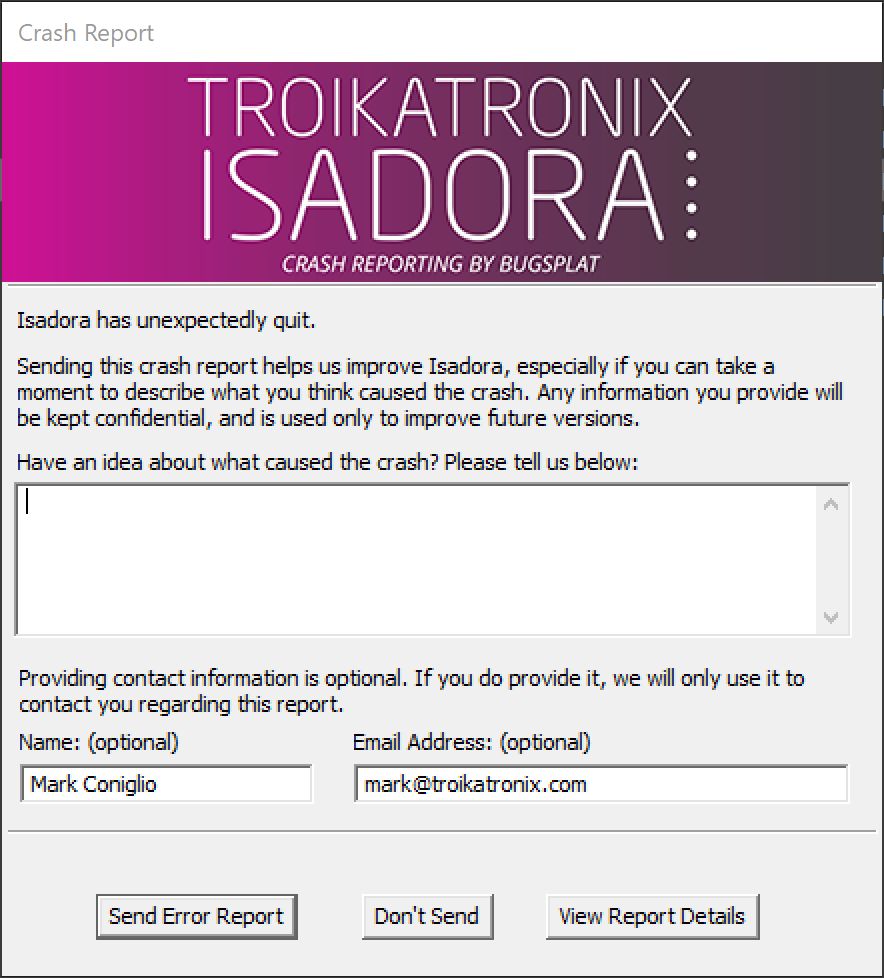 Crash Report
TROIKATRONIX
ISADORA
CRASH REPORTING BY BUGSPLAT
Isadora has unexpectedly quit.
Sending this crash report helps us improve Isadora, especially if you can take a
moment to describe what you think caused the crash. Any information you provide will
be kept confidential, and is used only to improve future versions.
Have an idea about what caused the crash? Please tell us below:
Providing contact information is optional. If you do provide it, we will only use it to
contact you regarding this report.
Name: (optional) Email Address: (optional)
Mark Coniglio mark@troikatronix.com
Send Error Report Don't Send View Report Details